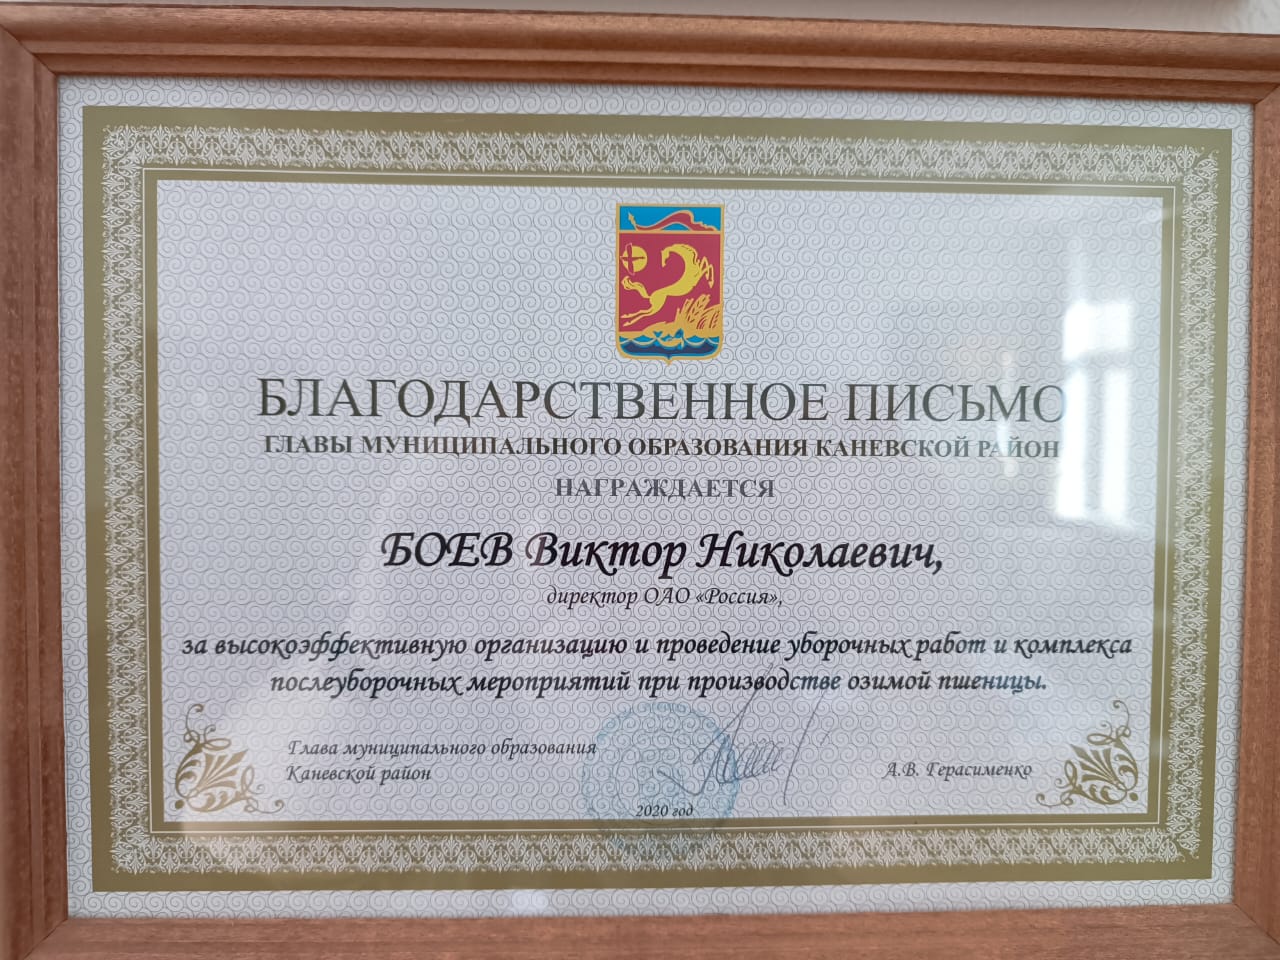 БЛАГОДАРСТВЕННОЕ ПИСЬМО
ГЛАВЫ МУНИЦИПАЛЬНОГО ОБРАЗОВАНИЯ КАНЕВСКОЙ РАЙОН
НАГРАЖДАЕТСЯ
БОЕВ Виктор Николаевич,
директор ОАО «Россия»,
за высокоэффективную организацию и проведение уборочных работ и комплекса
послеуборочных мероприятий при производстве озимой пшеницы.
Глава муниципального образования
Каневской район
А.В. Герасименко
2020 год